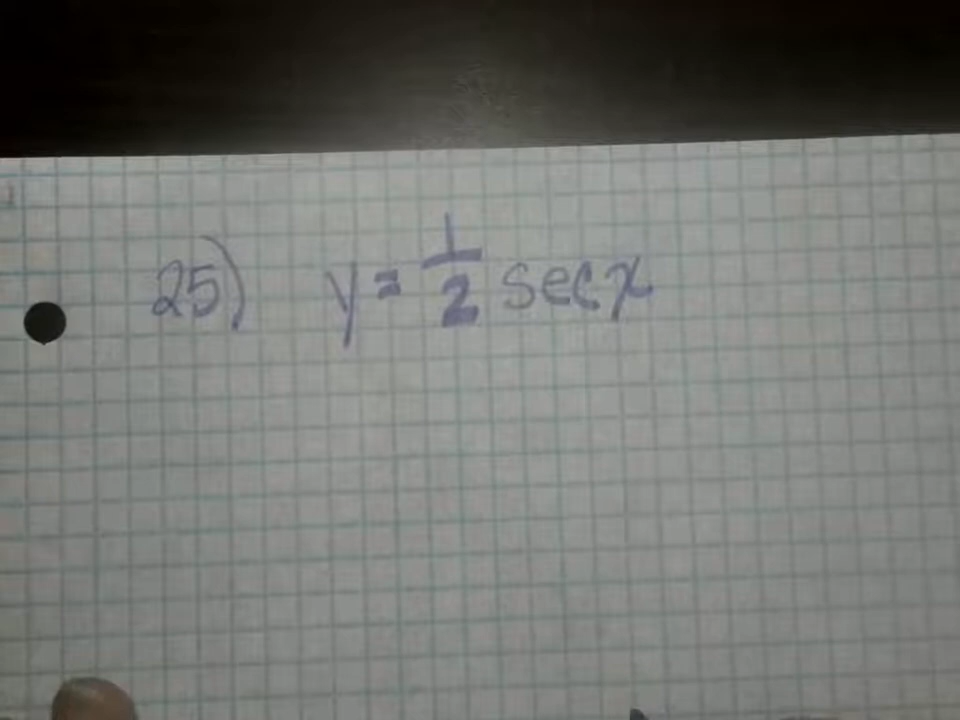 25) y = 1/2 sec x